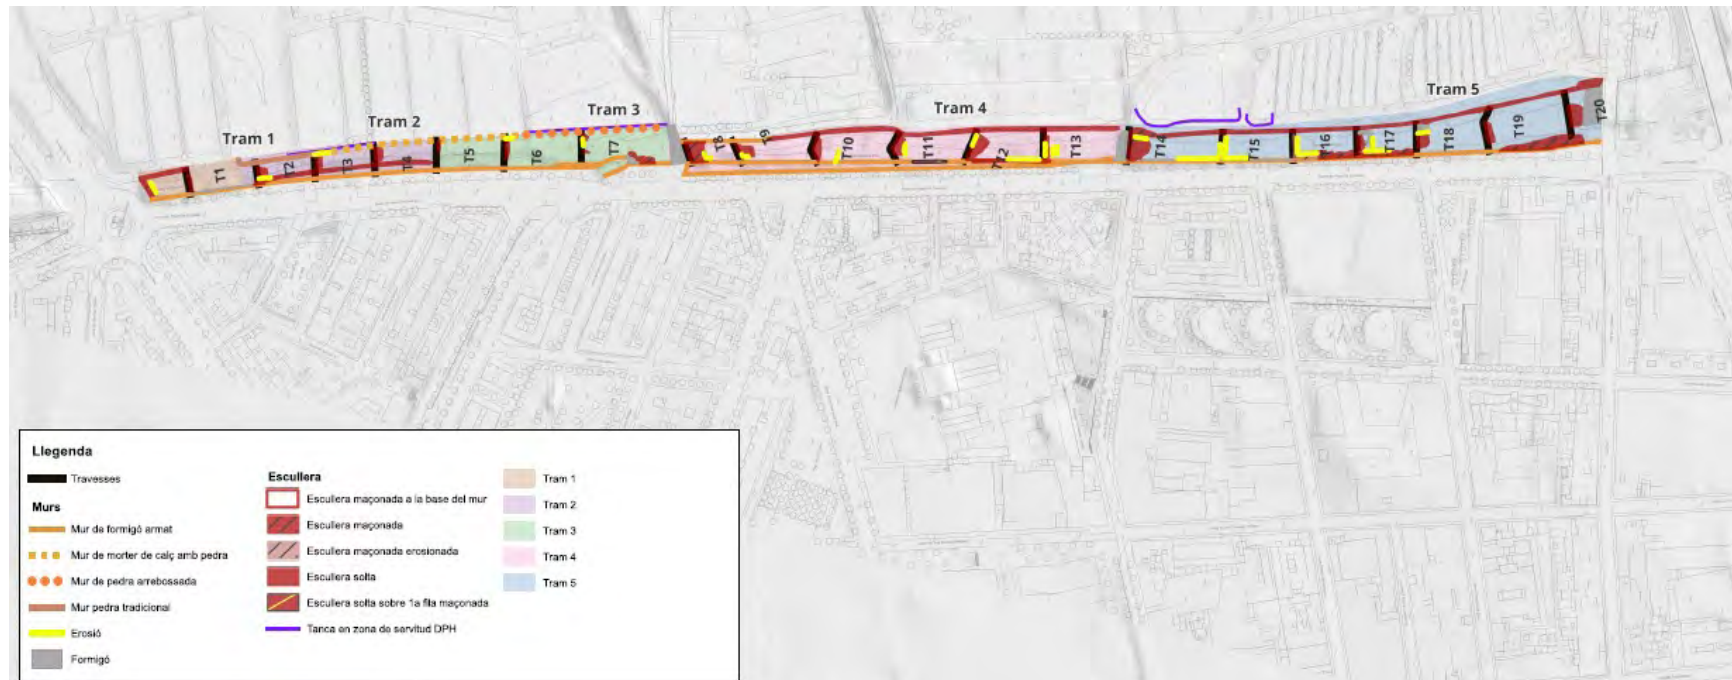 Tram 1
Tram 2
Tram 3
Tram 4
Tram 5
T1
T2
T3
T4
T5
T6
T7
T8
T9
T10
T11
T12
T13
T14
T15
T16
T17
T18
T19
T20
Llegenda
Travesses
Murs
Mur de formigó armat
Mur de morter de calç amb pedra
Mur de pedra arrebossada
Mur pedra tradicional
Erosió
Formigó
Escullera
Escullera maçonada a la base del mur
Escullera maçonada
Escullera maçonada erosionada
Escullera solta
Escullera solta sobre 1a fila maçonada
Tanca en zona de servitud DPH
Tram 1
Tram 2
Tram 3
Tram 4
Tram 5